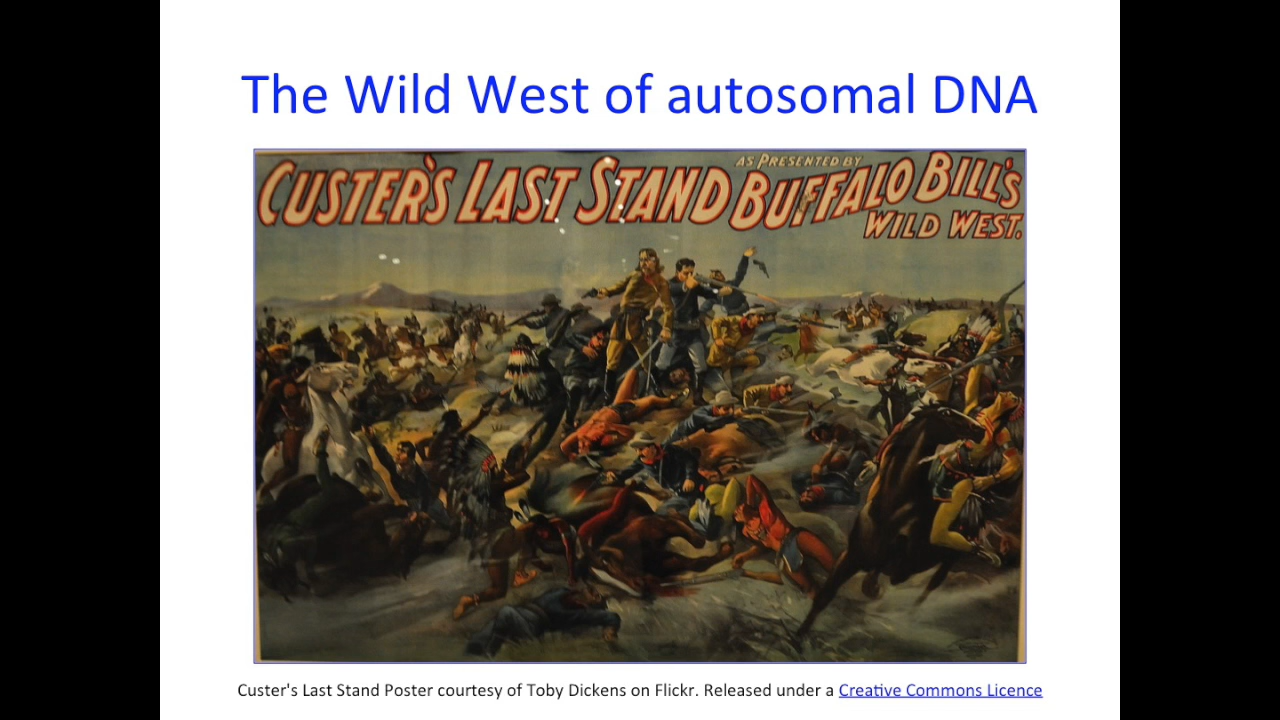 The Wild West of autosomal DNA
CUSTER'S LAST STAND AS PRESENTED BY BUFFALO BILL'S
WILD WEST.
Custer's Last Stand Poster courtesy of Toby Dickens on Flickr. Released under a Creative Commons Licence